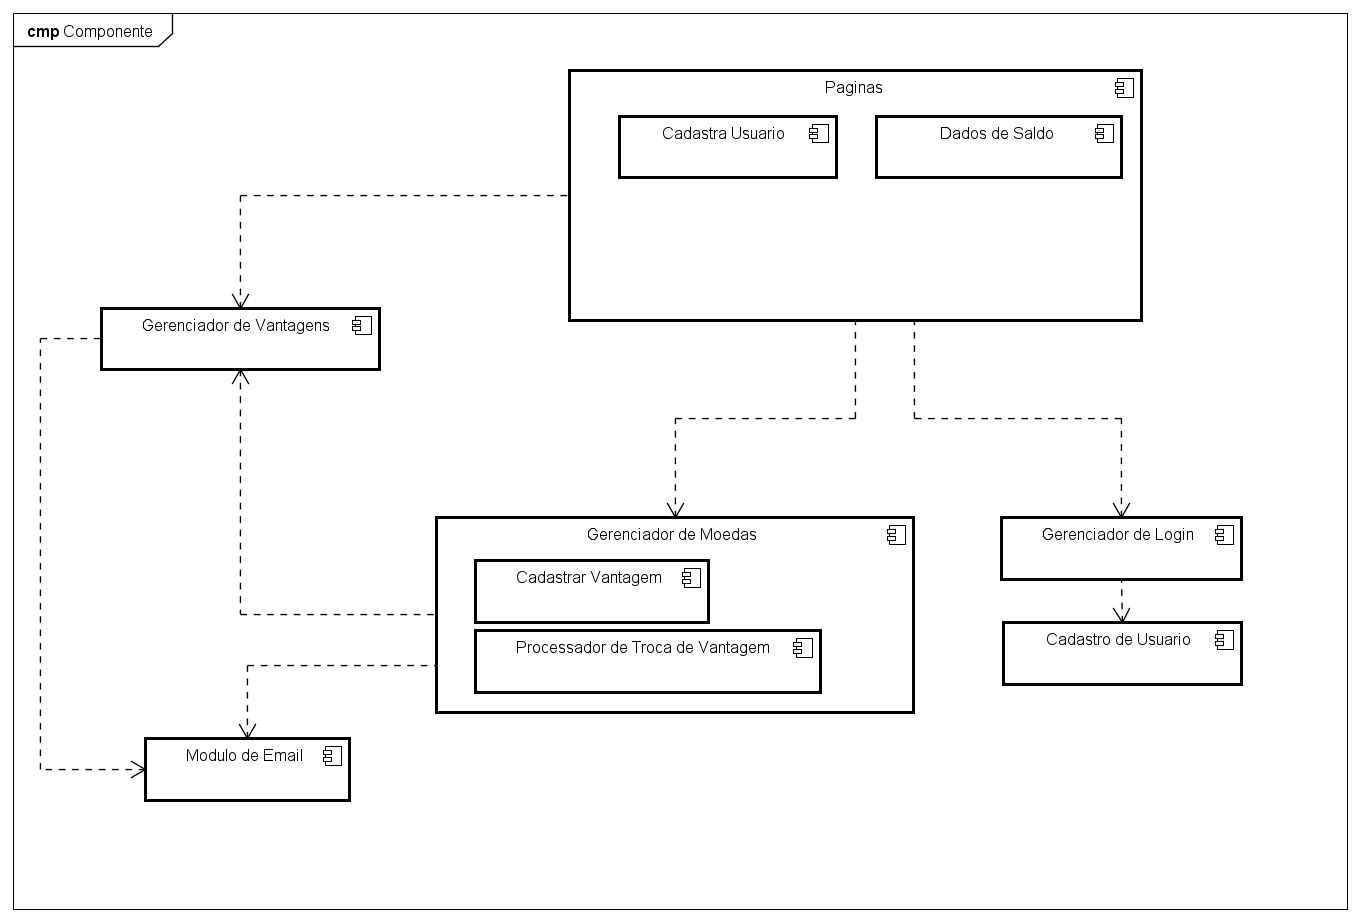 cmp Componente
Paginas
Cadastra Usuario
Dados de Saldo
Gerenciador de Vantagens
Gerenciador de Moedas
Gerenciador de Login
Cadastrar Vantagem
Cadastro de Usuario
Processador de Troca de Vantagem
Modulo de Email